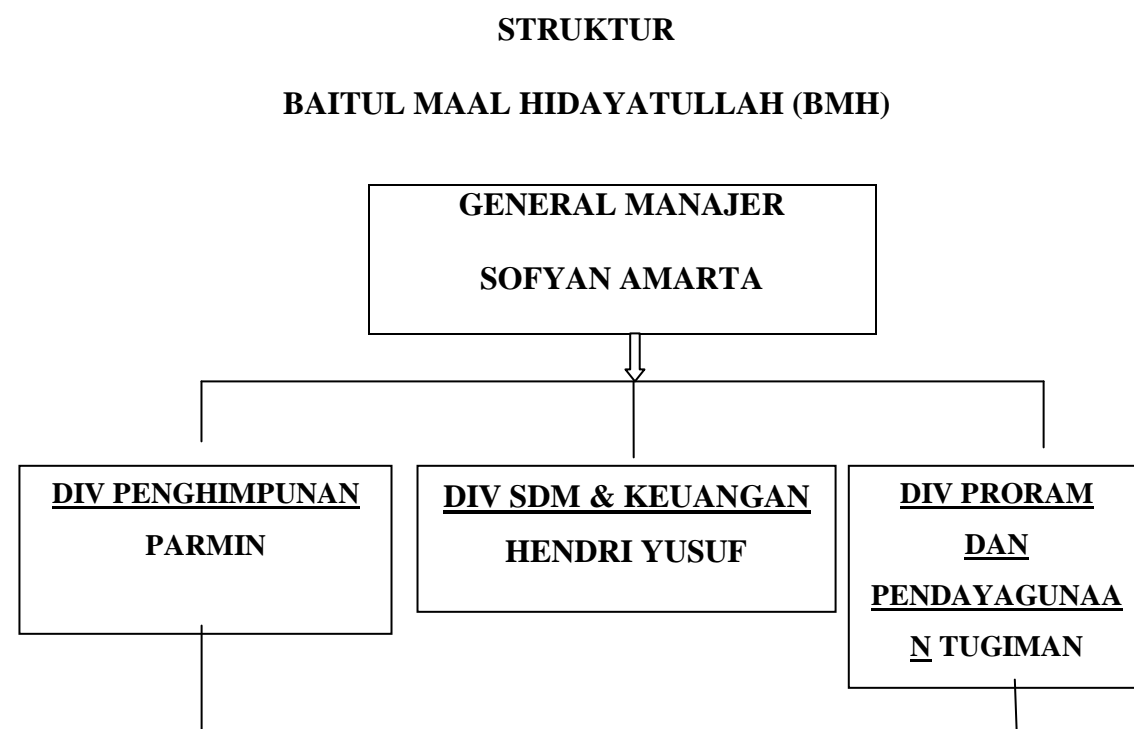 STRUKTUR
BAITUL MAAL HIDAYATULLAH (BMH)
GENERAL MANAJER
SOFYAN AMARTA
DIV PENGHIMPUNAN
PARMIN
DIV SDM & KEUANGAN
HENDRI YUSUF
DIV PRORAM
DAN
PENDAYAGUNAA
N TUGIMAN